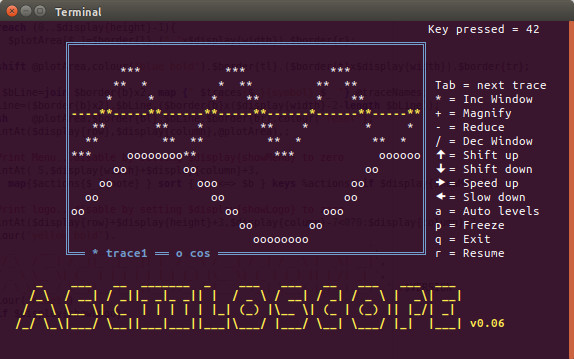 Terminal
Key pressed = 42
Tab = next trace
* = Inc Window
+ = Magnify
- = Reduce
/ = Dec Window
🡅 = Shift up
🡇 = Shift down
🡆 = Speed up
🡄 = Slow down
a = Auto levels
p = Freeze
q = Exit
r = Resume
* trace1 o cos
ASCIILOSCOPE v0.06